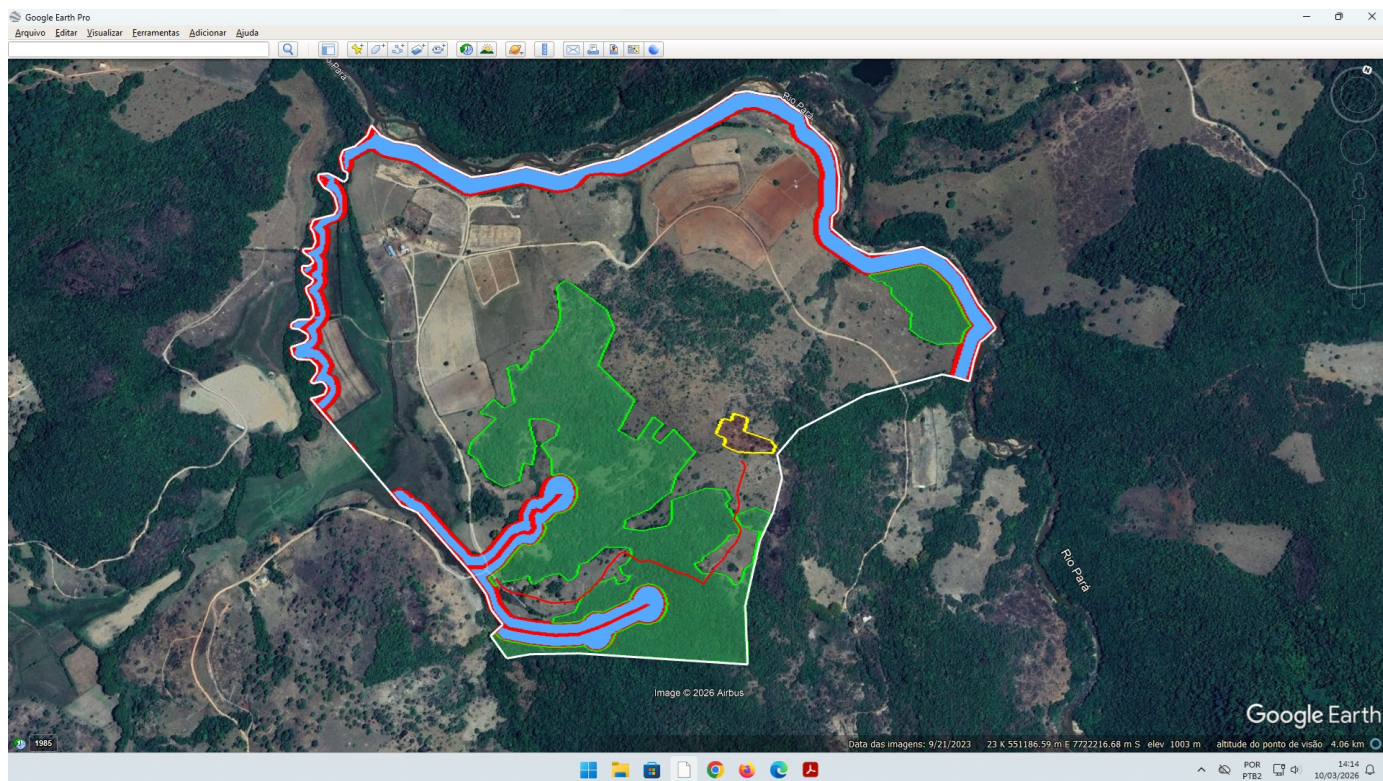 Google Earth Pro
Arquivo Editar Visualizar Ferramentas Adicionar Ajuda
Pará
Rio Pará
N
Rio Pará
Image © 2026 Airbus
Google Earth
1985
Data das imagens: 9/21/2023 23 K 551186.59 m E 7722216.68 m S elev 1003 m altitude do ponto de visão 4.06 km
POR
PTB2
14:14
10/03/2026